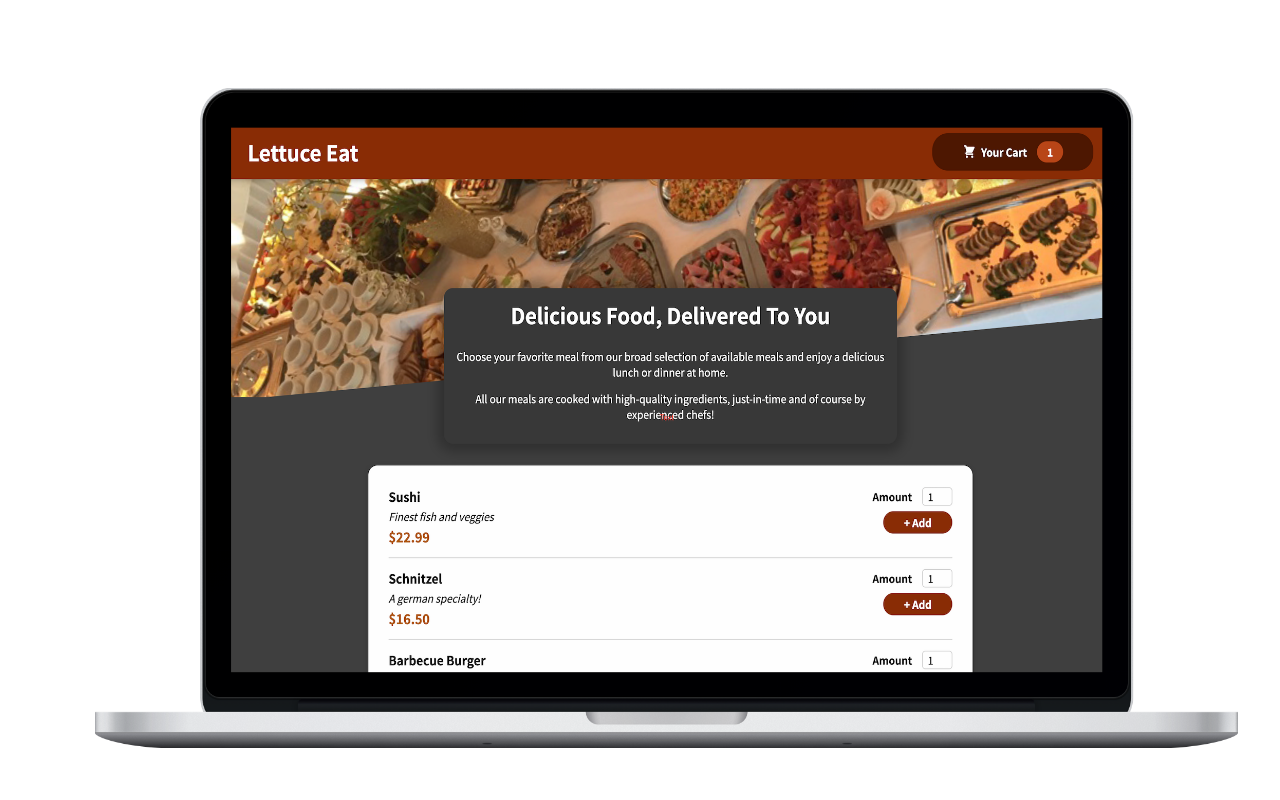 Lettuce Eat
Your Cart 1
Delicious Food, Delivered To You
Choose your favorite meal from our broad selection of available meals and enjoy a delicious
lunch or dinner at home.
All our meals are cooked with high-quality ingredients, just-in-time and of course by
experienced chefs!
Sushi
Finest fish and veggies
$22.99
Amount 1
+ Add
Schnitzel
A german specialty!
$16.50
Amount 1
+ Add
Barbecue Burger
Amount 1